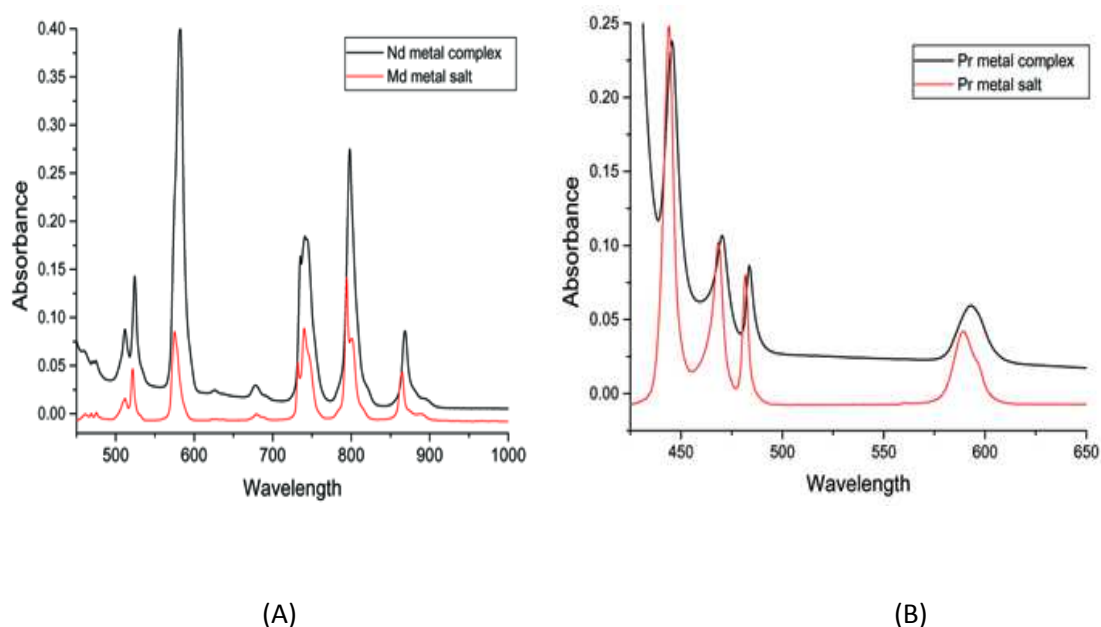 Nd metal complex
Md metal salt
Absorbance
0.40
0.35
0.30
0.25
0.20
0.15
0.10
0.05
0.00
500 600 700 800 900 1000
Wavelength
(A)
Pr metal complex
Pr metal salt
Absorbance
0.25
0.20
0.15
0.10
0.05
0.00
450 500 550 600 650
Wavelength
(B)